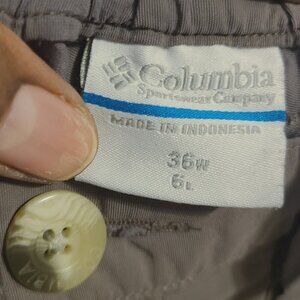 Columbia
Sportswear Company
MADE IN INDONESIA
36W
6L